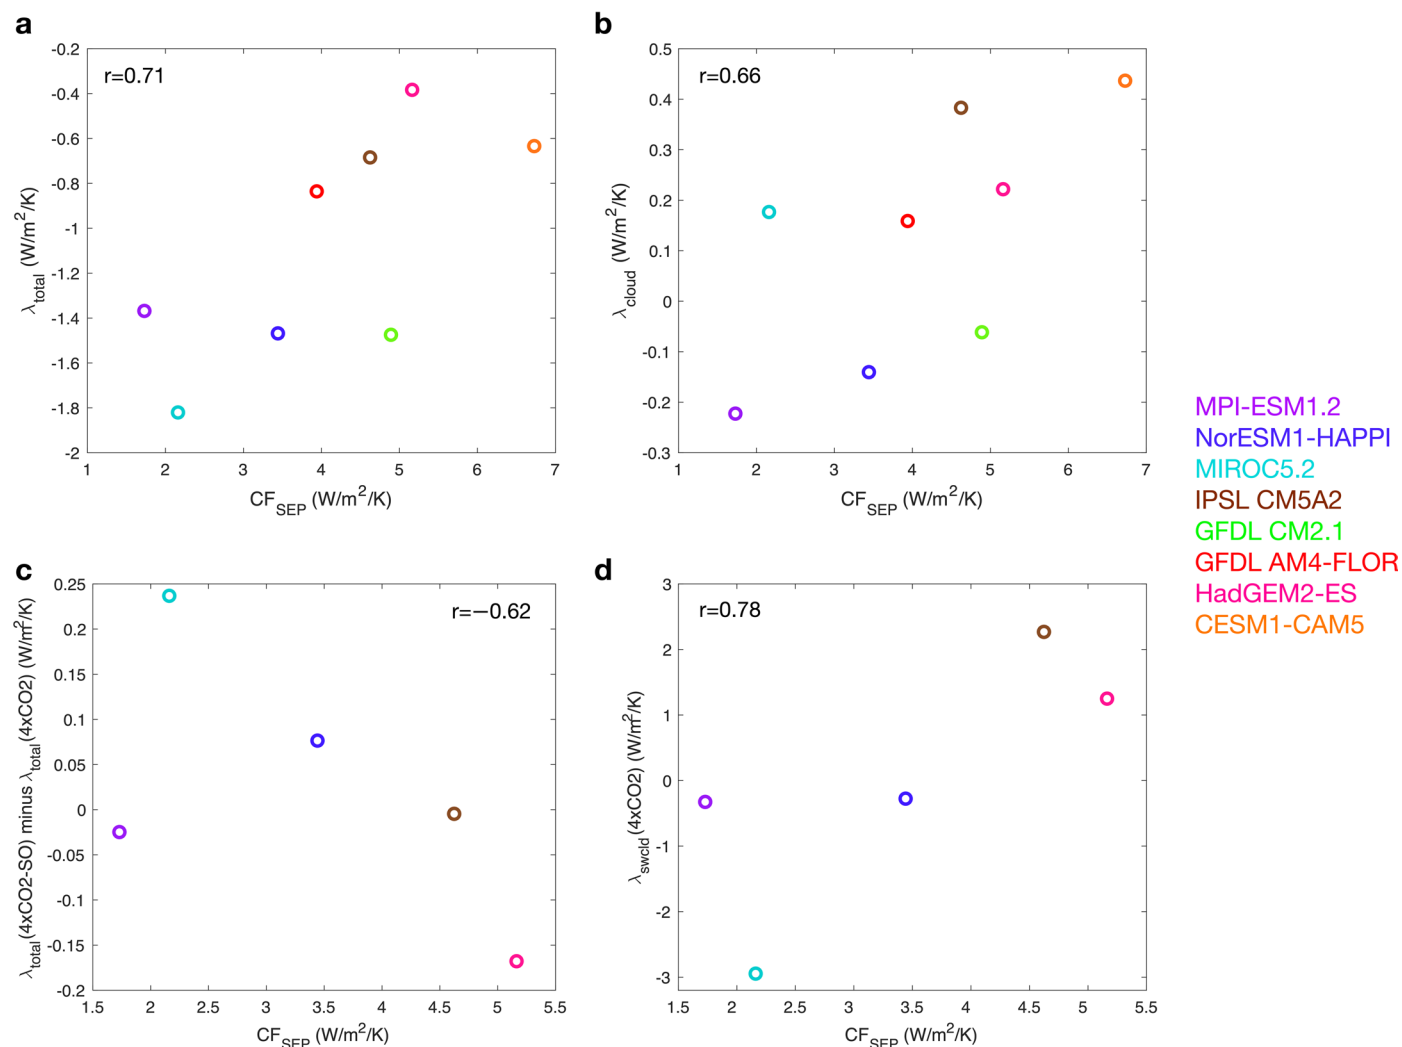 a
-0.2
-0.4
-0.6
-0.8
-1
-1.2
-1.4
-1.6
-1.8
-2
r=0.71
λtotal (W/m2/K)
1 2 3 4 5 6 7
CFSEP (W/m2/K)
b
0.5
0.4
0.3
0.2
0.1
0
-0.1
-0.2
-0.3
r=0.66
λcloud (W/m2/K)
1 2 3 4 5 6 7
CFSEP (W/m2/K)
MPI-ESM1.2
NorESM1-HAPPI
MIROC5.2
IPSL CM5A2
GFDL CM2.1
GFDL AM4-FLOR
HadGEM2-ES
CESM1-CAM5
c
0.25
0.2
0.15
0.1
0.05
0
-0.05
-0.1
-0.15
-0.2
r=−0.62
λtotal(4xCO2-SO) minus λtotal(4xCO2) (W/m2/K)
1.5 2 2.5 3 3.5 4 4.5 5 5.5
CFSEP (W/m2/K)
d
3
2
1
0
-1
-2
-3
r=0.78
λswcld(4xCO2) (W/m2/K)
1.5 2 2.5 3 3.5 4 4.5 5 5.5
CFSEP (W/m2/K)